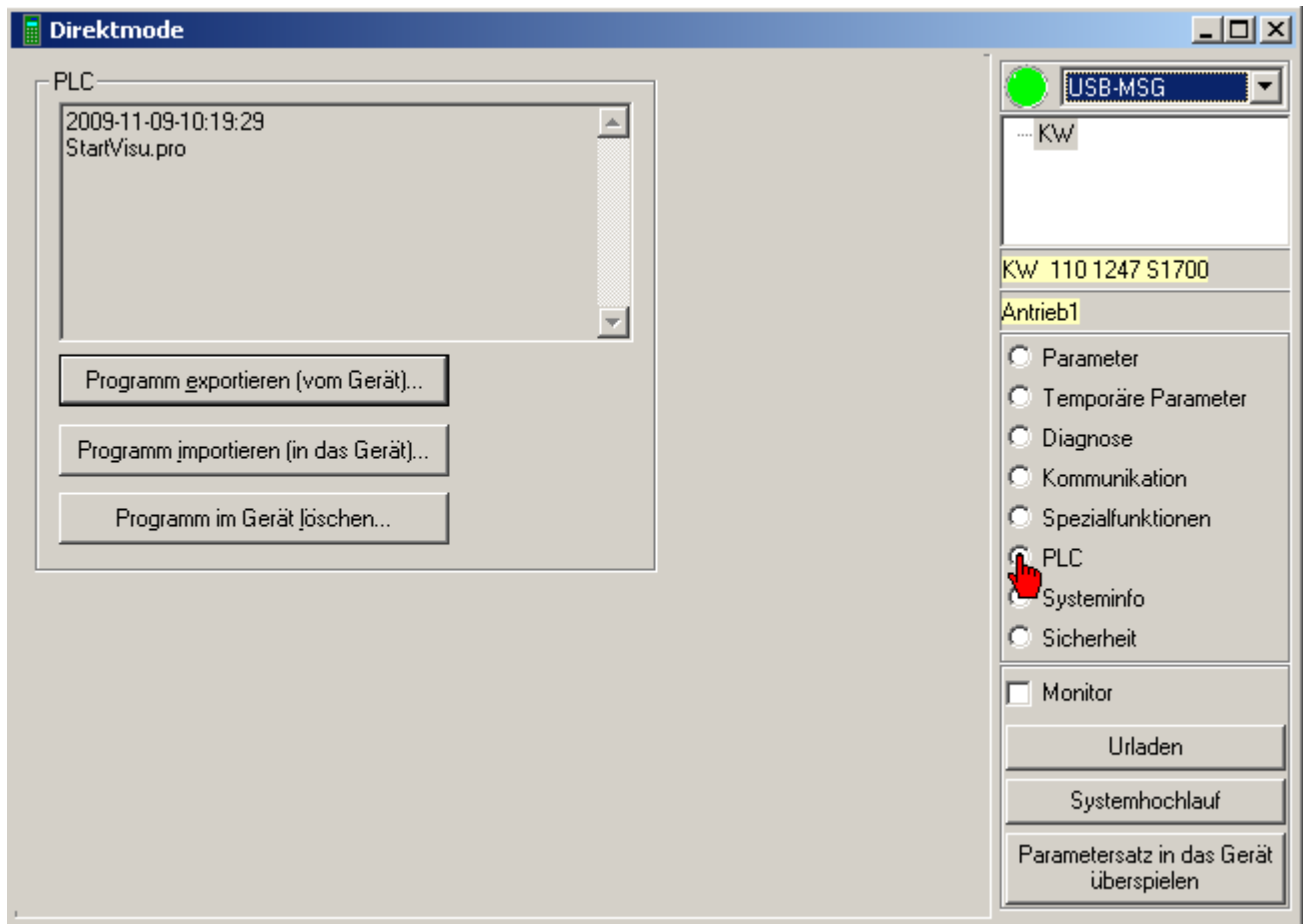 Direktmode
PLC
2009-11-09-10:19:29
StartVisu.pro
Programm exportieren (vom Gerät)...
Programm importieren (in das Gerät)...
Programm im Gerät löschen...
USB-MSG
KW
KW 110 1247 S1700
Antrieb1
Parameter
Temporäre Parameter
Diagnose
Kommunikation
Spezialfunktionen
PLC
Systeminfo
Sicherheit
Monitor
Urladen
Systemhochlauf
Parametersatz in das Gerät
überspielen